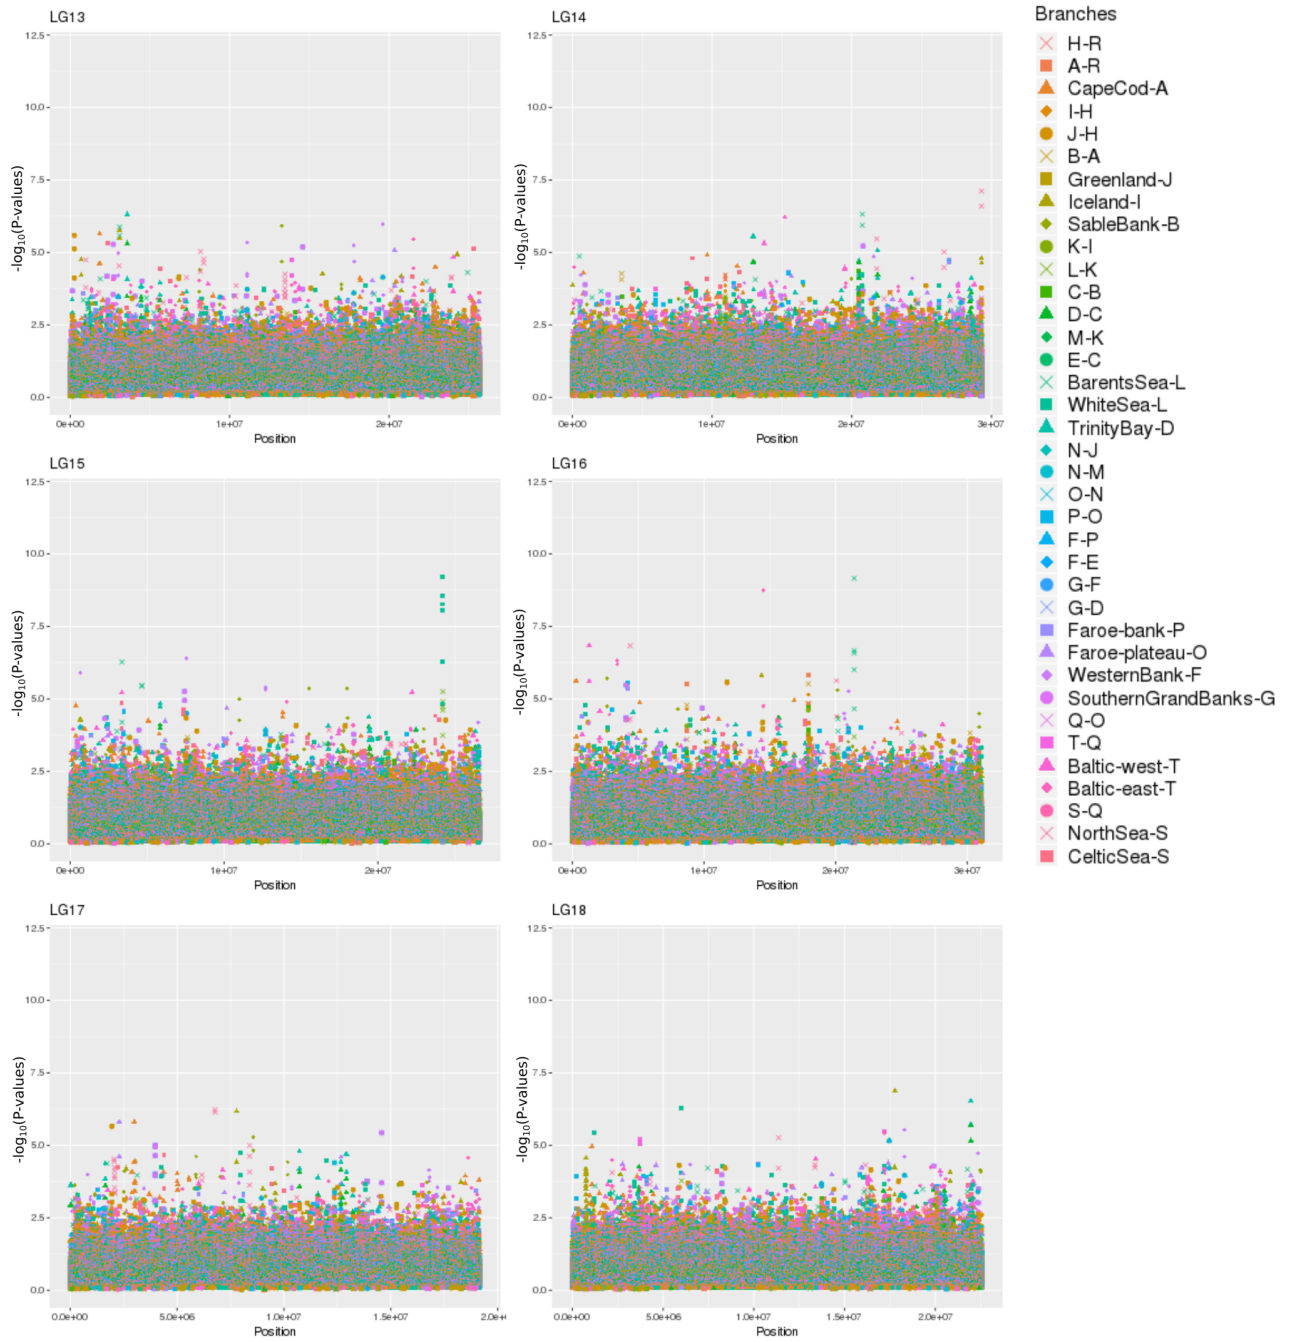 LG13
12.5
10.0
7.5
5.0
2.5
0.0
-log10(P-values)
0e+00 1e+07 2e+07
Position
LG14
12.5
10.0
7.5
5.0
2.5
0.0
-log10(P-values)
0e+00 1e+07 2e+07 3e+07
Position
LG15
12.5
10.0
7.5
5.0
2.5
0.0
-log10(P-values)
0e+00 1e+07 2e+07
Position
LG16
12.5
10.0
7.5
5.0
2.5
0.0
-log10(P-values)
0e+00 1e+07 2e+07 3e+07
Position
LG17
12.5
10.0
7.5
5.0
2.5
0.0
-log10(P-values)
0.0e+00 5.0e+06 1.0e+07 1.5e+07 2.0e+
Position
LG18
12.5
10.0
7.5
5.0
2.5
0.0
-log10(P-values)
0.0e+00 5.0e+06 1.0e+07 1.5e+07 2.0e+07
Position
Branches
H-R
A-R
CapeCod-A
I-H
J-H
B-A
Greenland-J
Iceland-I
SableBank-B
K-I
L-K
C-B
D-C
M-K
E-C
BarentsSea-L
WhiteSea-L
TrinityBay-D
N-J
N-M
O-N
P-O
F-P
F-E
G-F
G-D
Faroe-bank-P
Faroe-plateau-O
WesternBank-F
SouthernGrandBanks-G
Q-O
T-Q
Baltic-west-T
Baltic-east-T
S-Q
NorthSea-S
CelticSea-S